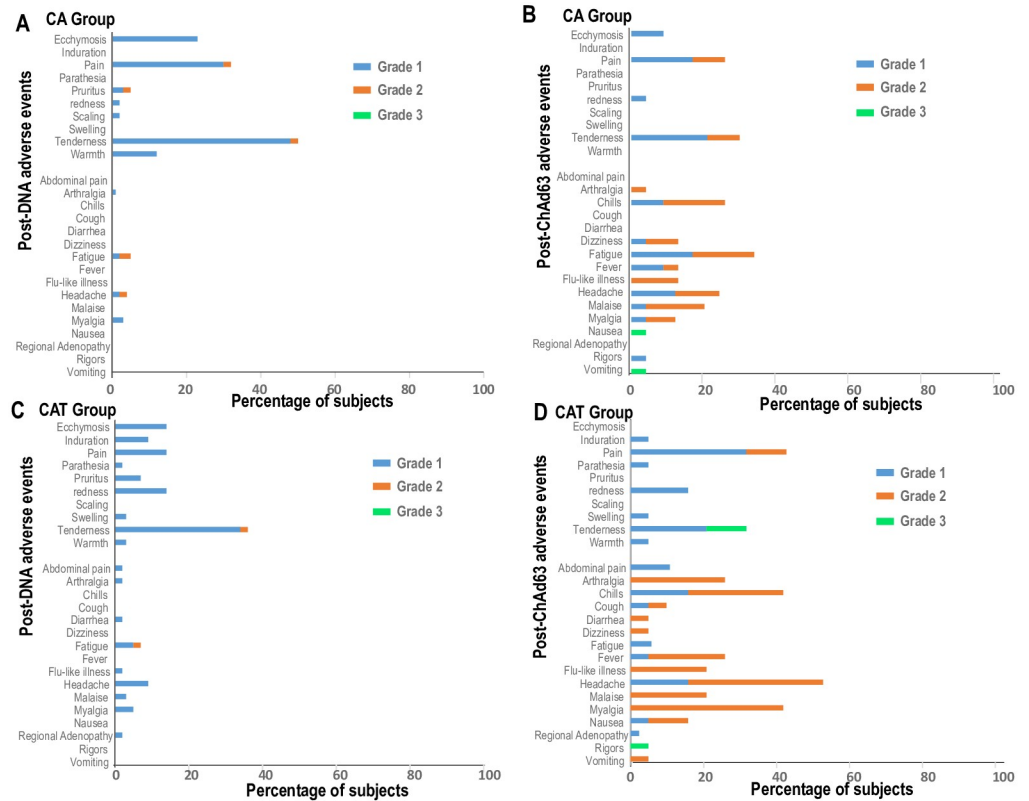 A CA Group
Post-DNA adverse events
Ecchymosis
Induration
Pain
Parathesia
Pruritus
redness
Scaling
Swelling
Tenderness
Warmth
Abdominal pain
Arthralgia
Chills
Cough
Diarrhea
Dizziness
Fatigue
Fever
Flu-like illness
Headache
Malaise
Myalgia
Nausea
Regional Adenopathy
Rigors
Vomiting
Grade 1
Grade 2
Grade 3
0 20 40 60 80 100
Percentage of subjects
B CA Group
Post-ChAd63 adverse events
Ecchymosis
Induration
Pain
Parathesia
Pruritus
redness
Scaling
Swelling
Tenderness
Warmth
Abdominal pain
Arthralgia
Chills
Cough
Diarrhea
Dizziness
Fatigue
Fever
Flu-like illness
Headache
Malaise
Myalgia
Nausea
Regional Adenopathy
Rigors
Vomiting
Grade 1
Grade 2
Grade 3
0 20 40 60 80 100
Percentage of subjects
C CAT Group
Post-DNA adverse events
Ecchymosis
Induration
Pain
Parathesia
Pruritus
redness
Scaling
Swelling
Tenderness
Warmth
Abdominal pain
Arthralgia
Chills
Cough
Diarrhea
Dizziness
Fatigue
Fever
Flu-like illness
Headache
Malaise
Myalgia
Nausea
Regional Adenopathy
Rigors
Vomiting
Grade 1
Grade 2
Grade 3
0 20 40 60 80 100
Percentage of subjects
D CAT Group
Post-ChAd63 adverse events
Ecchymosis
Induration
Pain
Parathesia
Pruritus
redness
Scaling
Swelling
Tenderness
Warmth
Abdominal pain
Arthralgia
Chills
Cough
Diarrhea
Dizziness
Fatigue
Fever
Flu-like illness
Headache
Malaise
Myalgia
Nausea
Regional Adenopathy
Rigors
Vomiting
Grade 1
Grade 2
Grade 3
0 20 40 60 80 100
Percentage of subjects